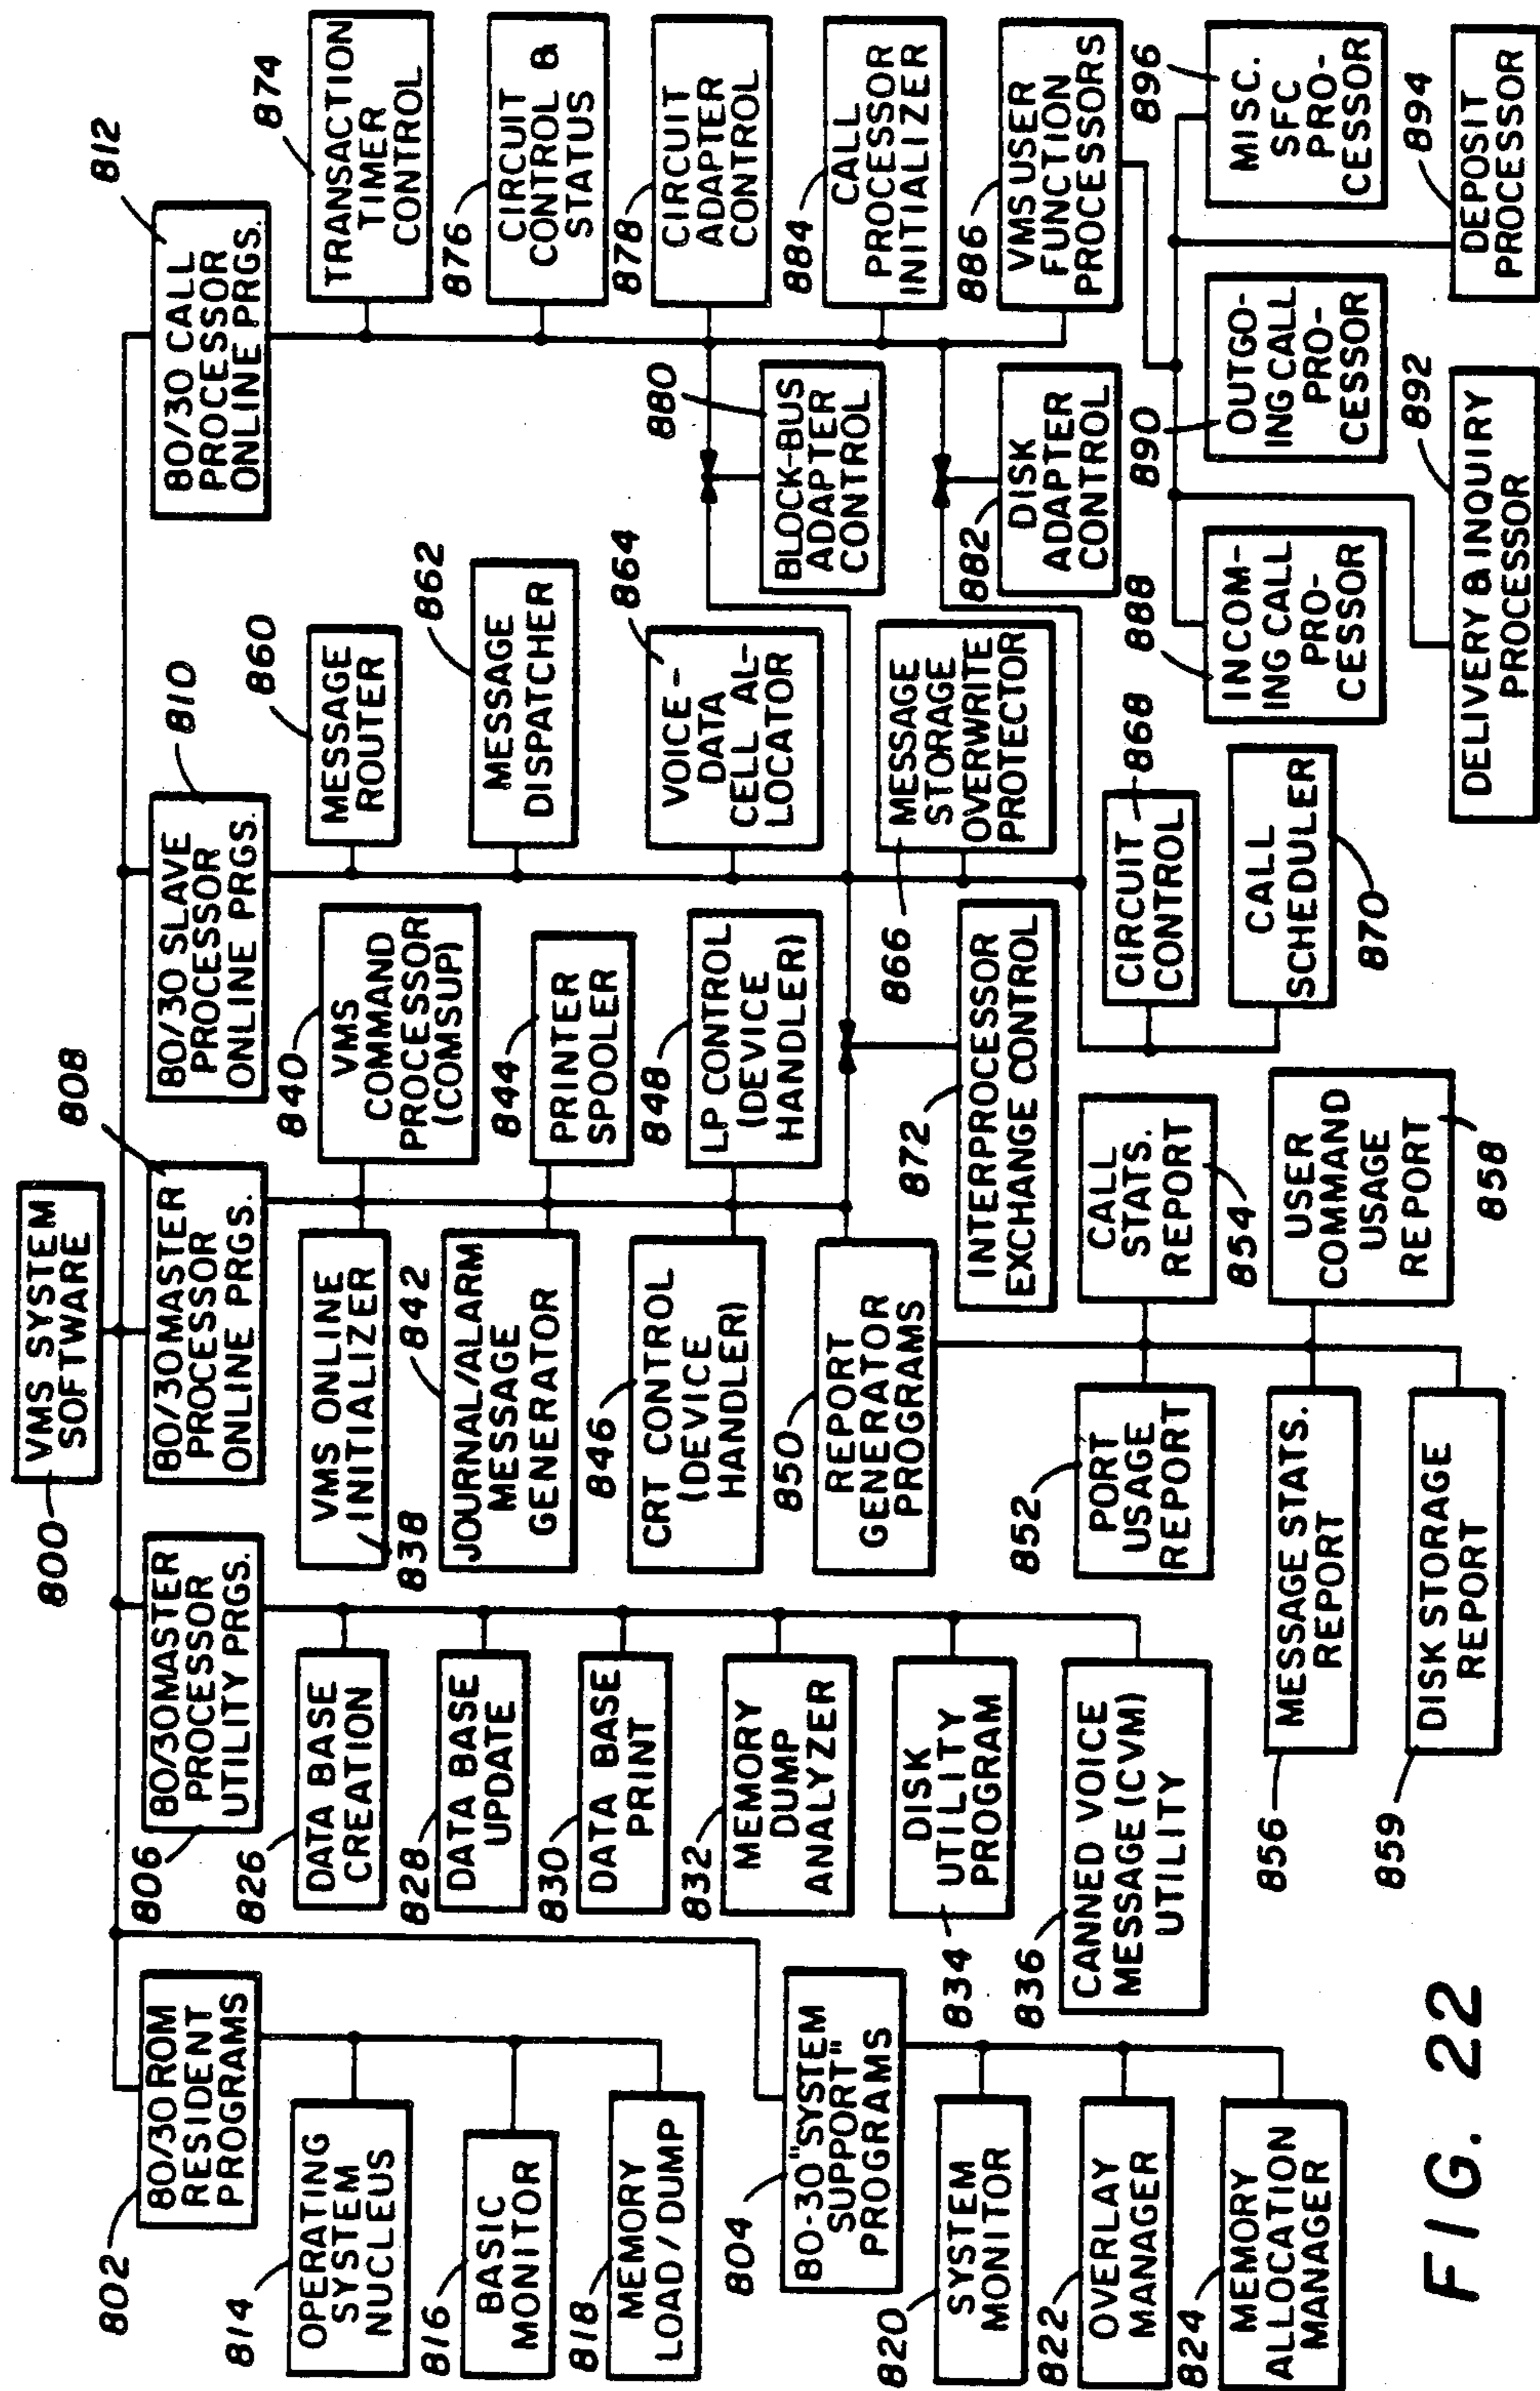 VMS SYSTEM
SOFTWARE
800
80/30 ROM
RESIDENT
PROGRAMS
802
OPERATING
SYSTEM
NUCLEUS
814
BASIC
MONITOR
816
MEMORY
LOAD/DUMP
818
80-30 "SYSTEM
SUPPORT"
PROGRAMS
804
SYSTEM
MONITOR
820
OVERLAY
MANAGER
822
MEMORY
ALLOCATION
MANAGER
824
80/30 MASTER
PROCESSOR
UTILITY PRGS.
806
DATA BASE
CREATION
826
DATA BASE
UPDATE
828
DATA BASE
PRINT
830
MEMORY
DUMP
ANALYZER
832
DISK
UTILITY
PROGRAM
834
CANNED VOICE
MESSAGE (CVM)
UTILITY
836
80/30 MASTER
PROCESSOR
ONLINE PRGS.
808
VMS ONLINE
INITIALIZER
838
VMS
COMMAND
PROCESSOR
(COMSUP)
840
JOURNAL/ALARM
MESSAGE
GENERATOR
842
PRINTER
SPOOLER
844
CRT CONTROL
(DEVICE
HANDLER)
846
LP CONTROL
(DEVICE
HANDLER)
848
REPORT
GENERATOR
PROGRAMS
850
PORT
USAGE
REPORT
852
CALL
STATS.
REPORT
854
MESSAGE STATS.
REPORT
856
USER
COMMAND
USAGE
REPORT
858
DISK STORAGE
REPORT
859
80/30 SLAVE
PROCESSOR
ONLINE PRGS.
810
MESSAGE
ROUTER
860
MESSAGE
DISPATCHER
862
VOICE-
DATA
CELL AL-
LOCATOR
864
MESSAGE
STORAGE
OVERWRITE
PROTECTOR
866
CIRCUIT
CONTROL
868
CALL
SCHEDULER
870
INTERPROCESSOR
EXCHANGE CONTROL
872
80/30 CALL
PROCESSOR
ONLINE PRGS.
812
TRANSACTION
TIMER
CONTROL
874
CIRCUIT
CONTROL &
STATUS
876
CIRCUIT
ADAPTER
CONTROL
878
BLOCK-BUS
ADAPTER
CONTROL
880
DISK
ADAPTER
CONTROL
882
CALL
PROCESSOR
INITIALIZER
884
VMS USER
FUNCTION
PROCESSORS
886
INCOM-
ING CALL
PRO-
CESSOR
888
OUTGO-
ING CALL
PRO-
CESSOR
890
DELIVERY & INQUIRY
PROCESSOR
892
DEPOSIT
PROCESSOR
894
MISC.
SFC
PRO-
CESSOR
896
FIG. 22